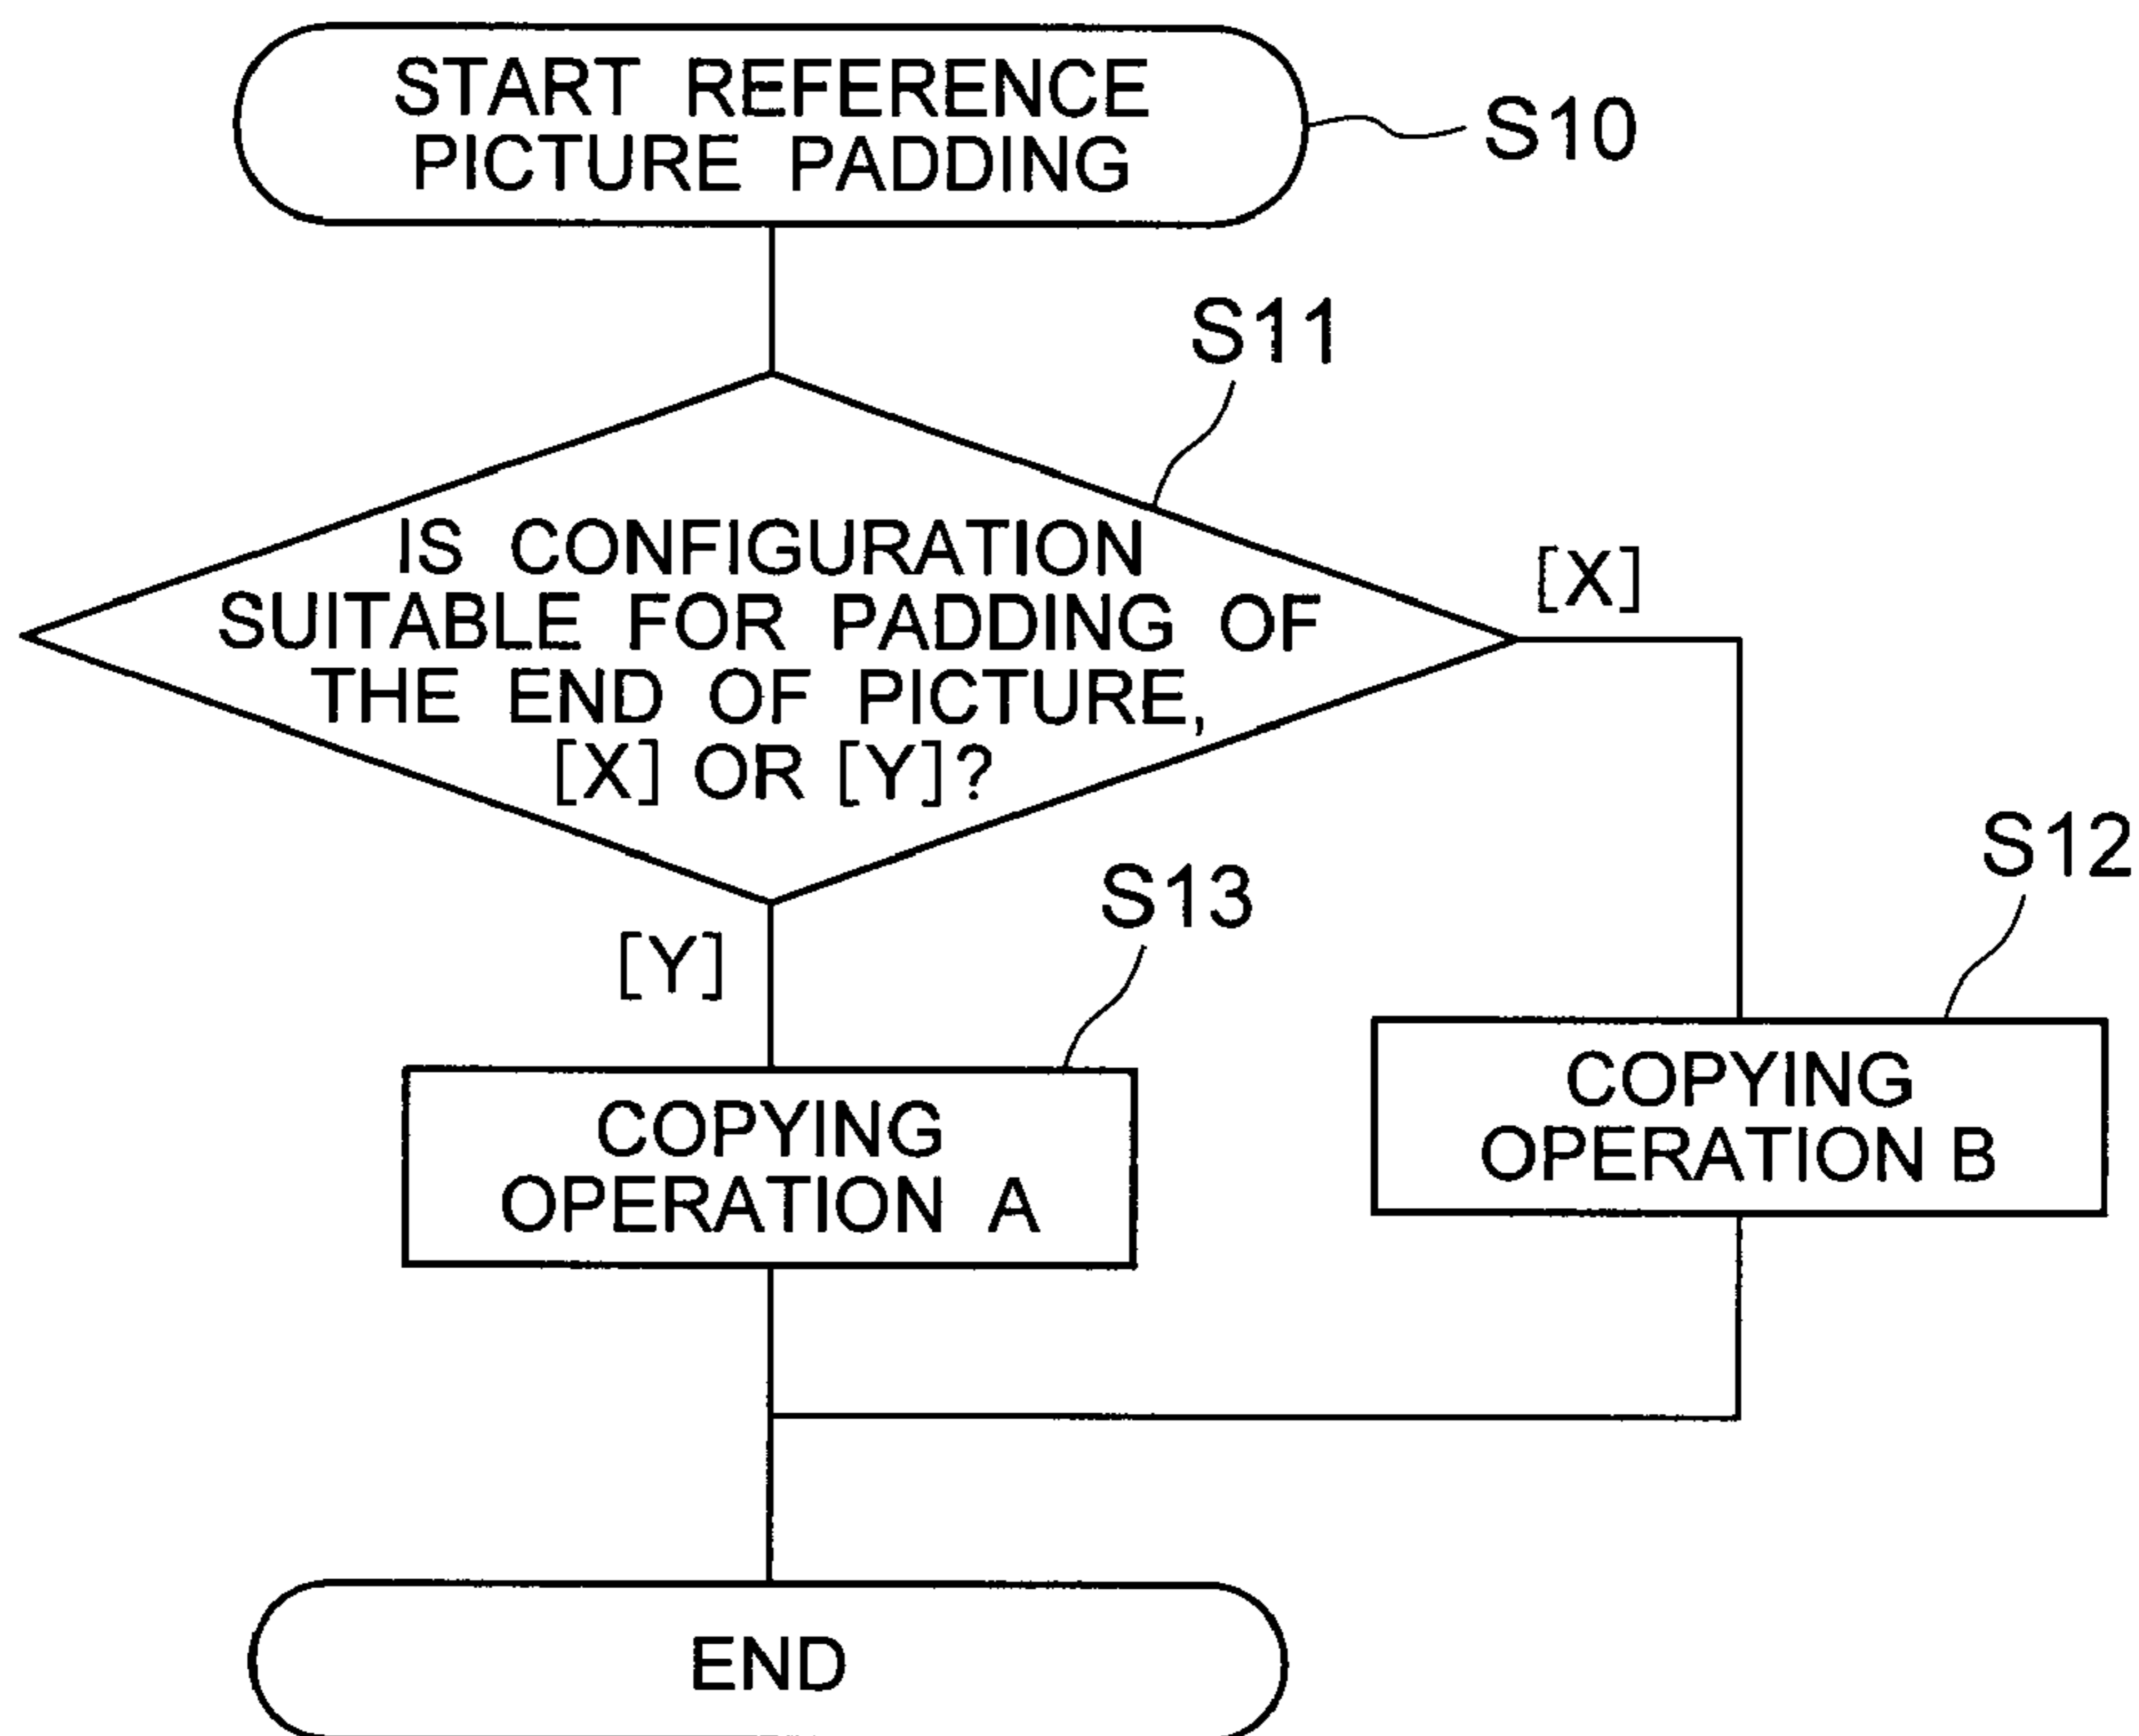 START REFERENCE
PICTURE PADDING
S10
S11
IS CONFIGURATION
SUITABLE FOR PADDING OF
THE END OF PICTURE,
[X] OR [Y]?
[X]
[Y]
S13
S12
COPYING
OPERATION A
COPYING
OPERATION B
END